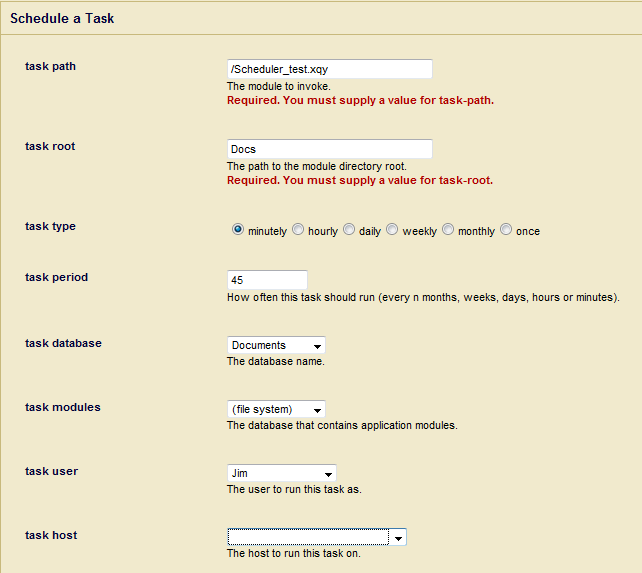 Schedule a Task
task path
/Scheduler_test.xqy
The module to invoke.
Required. You must supply a value for task-path.
task root
Docs
The path to the module directory root.
Required. You must supply a value for task-root.
task type
minutely hourly daily weekly monthly once
task period
45
How often this task should run (every n months, weeks, days, hours or minutes).
task database
Documents
The database name.
task modules
(file system)
The database that contains application modules.
task user
Jim
The user to run this task as.
task host
The host to run this task on.